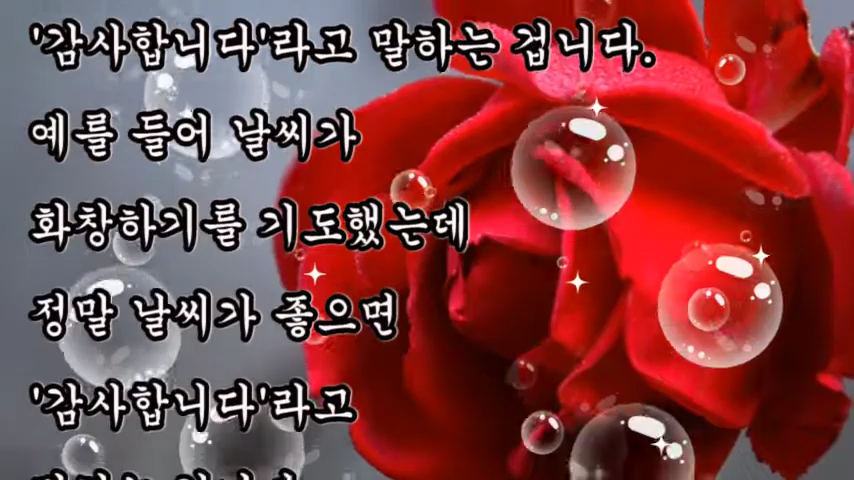 '감사합니다'라고 말하는 겁니다.
예를 들어 날씨가
화창하기를 기도했는데
정말 날씨가 좋으면
'감사합니다'라고